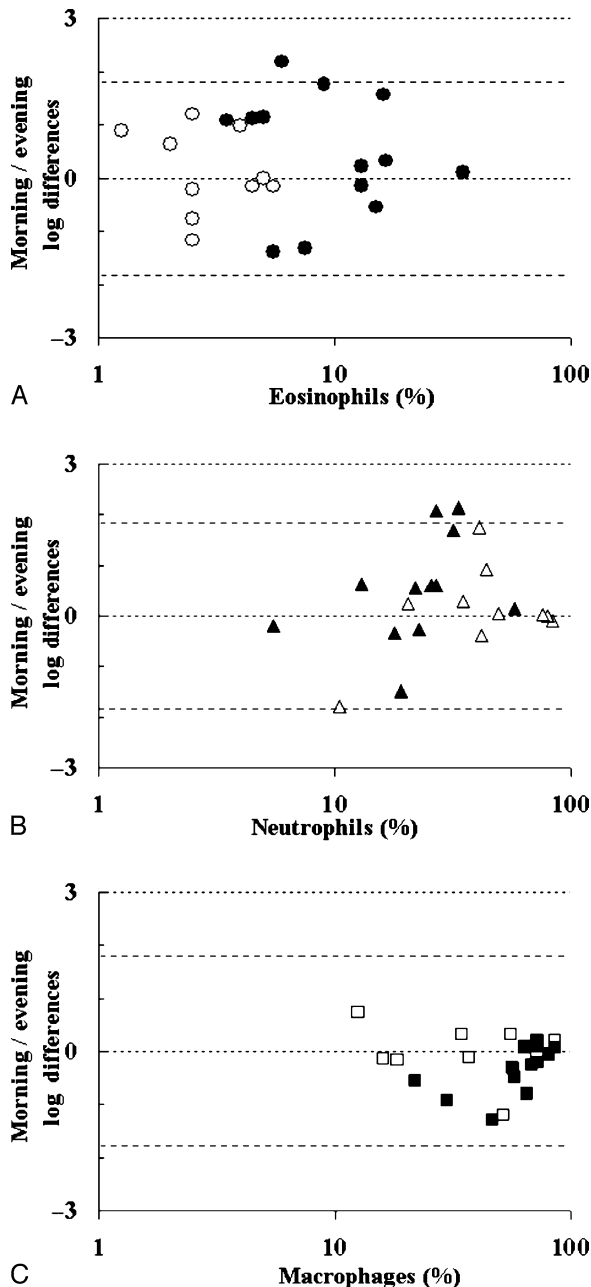 3
0
–3
Morning / evening
log differences
1
10
100
Eosinophils (%)
A
3
0
–3
Morning / evening
log differences
1
10
100
Neutrophils (%)
B
3
0
–3
Morning / evening
log differences
1
10
100
Macrophages (%)
C